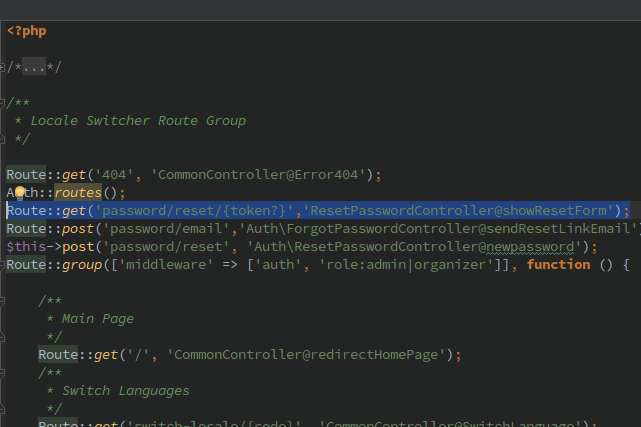 <?php
/*...*/
/**
* Locale Switcher Route Group
*/
Route::get('404', 'CommonController@Error404');
Auth::routes();
Route::get('password/reset/{token?}','ResetPasswordController@showResetForm');
Route::post('password/email','Auth\ForgotPasswordController@sendResetLinkEmail')
$this->post('password/reset', 'Auth\ResetPasswordController@newpassword');
Route::group(['middleware' => ['auth', 'role:admin|organizer']], function () {
/**
* Main Page
*/
Route::get('/', 'CommonController@redirectHomePage');
/**
* Switch Languages
*/
Route::get('switch-locale/{code}', 'CommonController@SwitchLanguage');